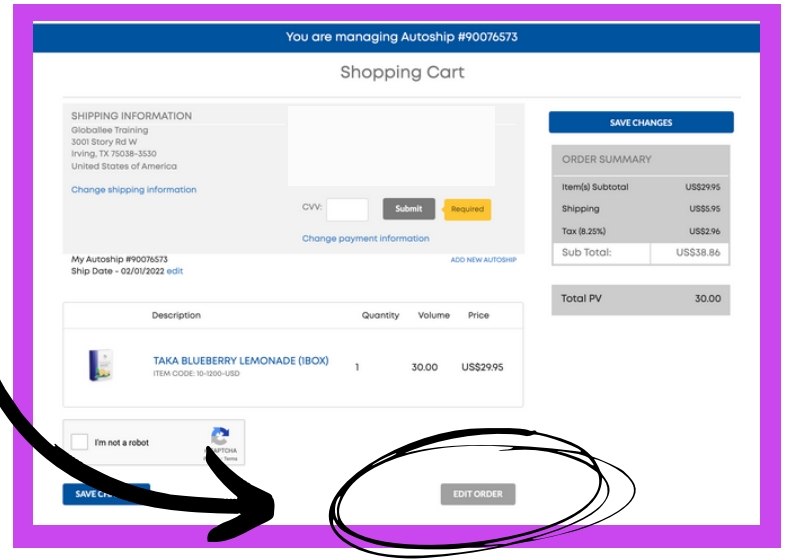 You are managing Autoship #90076573
Shopping Cart
SHIPPING INFORMATION
Globallee Training
3001 Story Rd W
Irving, TX 75038-3530
United States of America
Change shipping information
CVV:
Submit
Required
Change payment information
My Autoship #90076573
ADD NEW AUTOSHIP
Ship Date - 02/01/2022 edit
SAVE CHANGES
ORDER SUMMARY
Item(s) Subtotal US$29.95
Shipping US$5.95
Tax (8.25%) US$2.96
Sub Total: US$38.86
Total PV 30.00
Description Quantity Volume Price
TAKA BLUEBERRY LEMONADE (1BOX) 1 30.00 US$29.95
ITEM CODE: 10-1200-USD
I'm not a robot
Terms
SAVE
EDIT ORDER